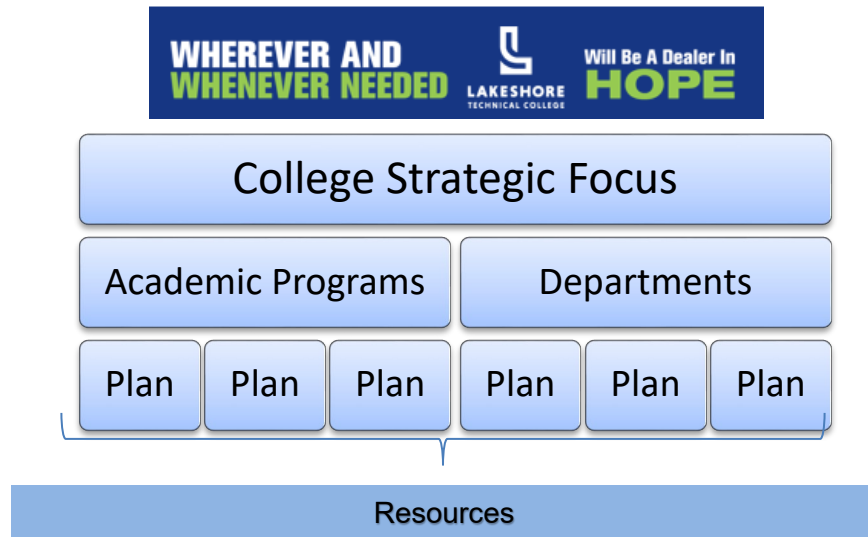 WHEREVER AND
WHENEVER NEEDED
LAKESHORE
TECHNICAL COLLEGE
Will Be A Dealer In
HOPE
College Strategic Focus
Academic Programs
Departments
Plan
Plan
Plan
Plan
Plan
Plan
Resources